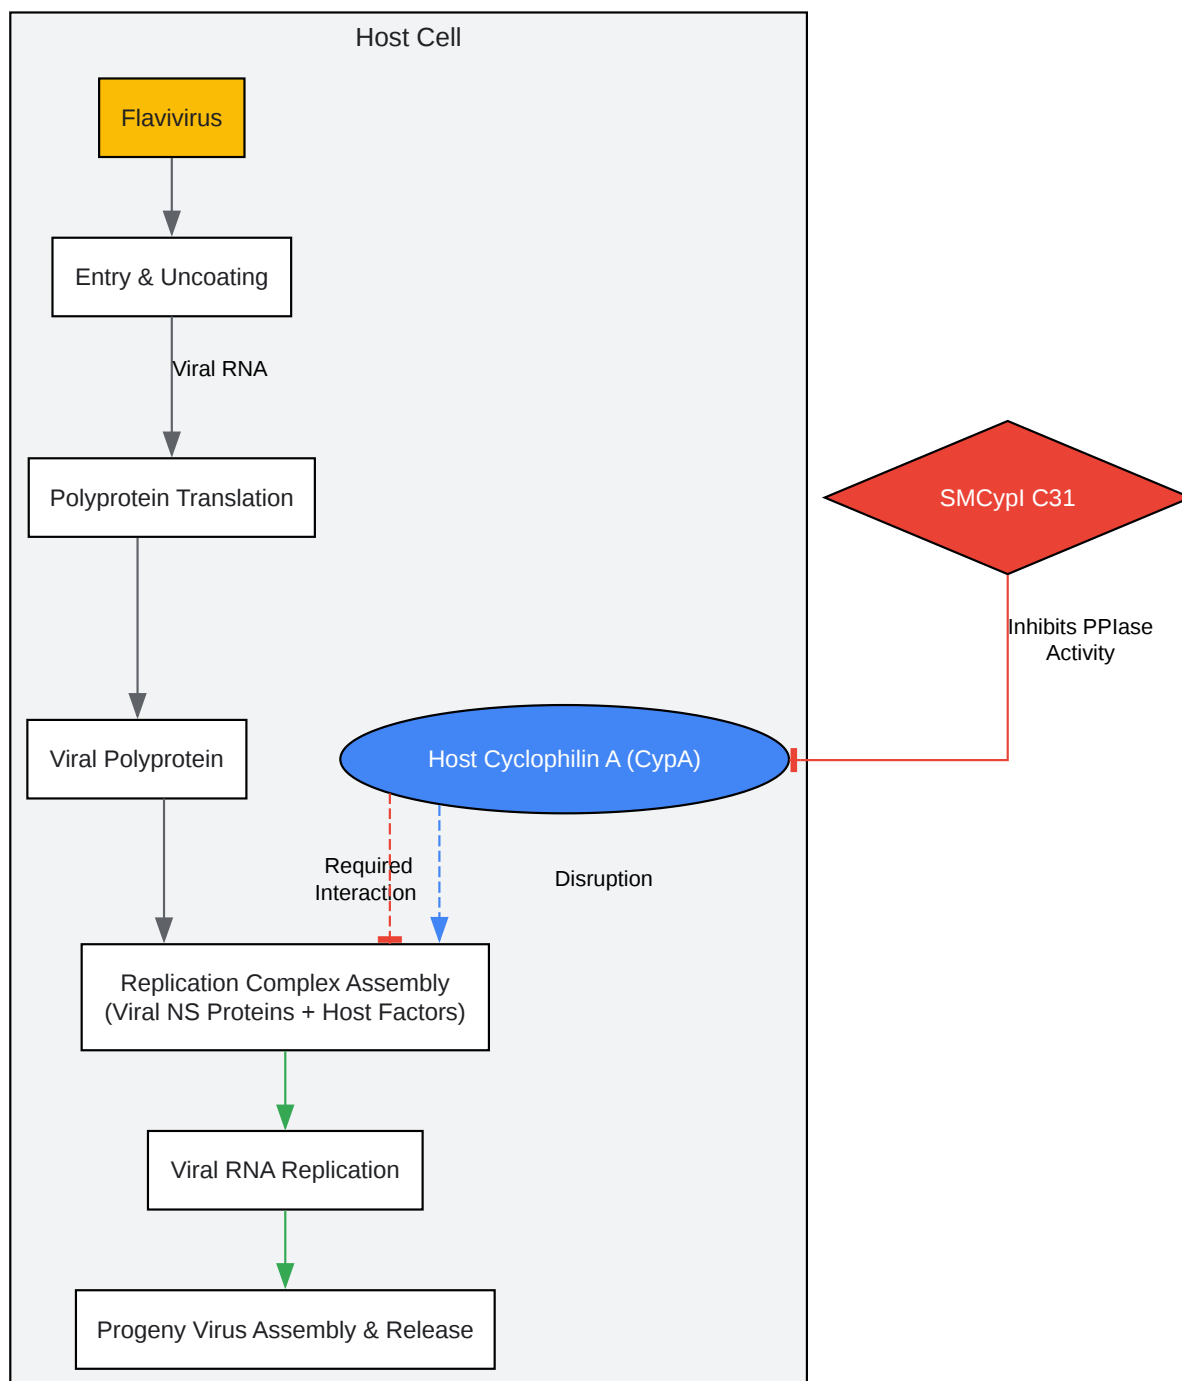 Host Cell
Flavivirus
Entry & Uncoating
Viral RNA
Polyprotein Translation
SMCypI C31
Inhibits PPIase
Activity
Viral Polyprotein
Host Cyclophilin A (CypA)
Required
Interaction
Disruption
Replication Complex Assembly
(Viral NS Proteins + Host Factors)
Viral RNA Replication
Progeny Virus Assembly & Release